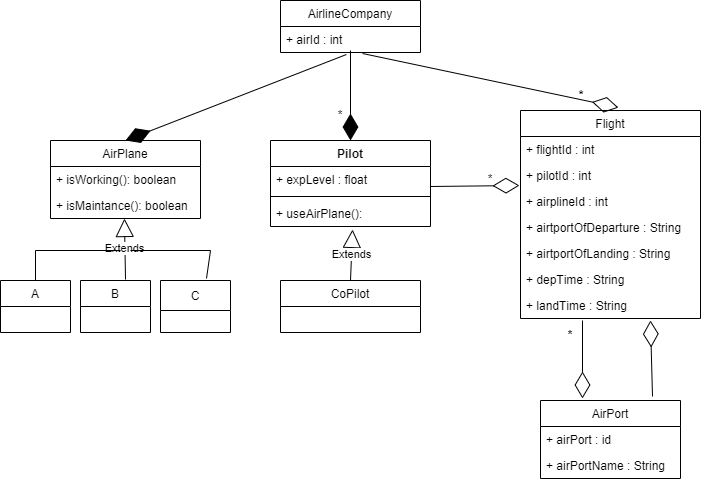 AirlineCompany
+ airId : int
*
*
AirPlane
+ isWorking(): boolean
+ isMaintance(): boolean
Extends
A
B
C
Pilot
+ expLevel : float
+ useAirPlane():
Extends
CoPilot
*
Flight
+ flightId : int
+ pilotId : int
+ airplineId : int
+ airtportOfDeparture : String
+ airtportOfLanding : String
+ depTime : String
+ landTime : String
*
AirPort
+ airPort : id
+ airPortName : String